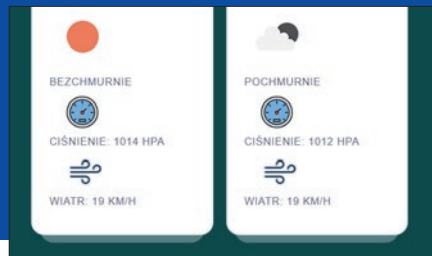 BEZCHMURNIE
CIŚNIENIE: 1014 HPA
WIATR: 19 KM/H
POCHMURNIE
CIŚNIENIE: 1012 HPA
WIATR: 19 KM/H